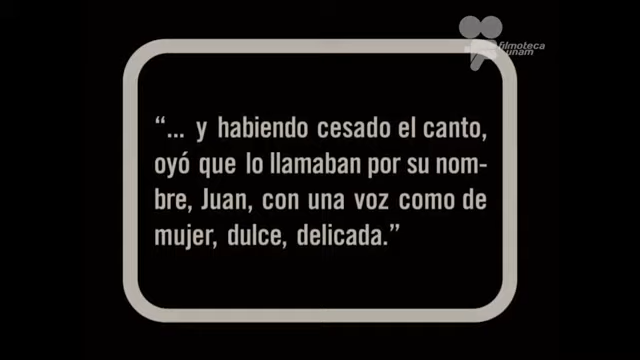 filmoteca
unam
“... y habiendo cesado el canto,
oyó que lo llamaban por su nom-
bre, Juan, con una voz como de
mujer, dulce, delicada.”